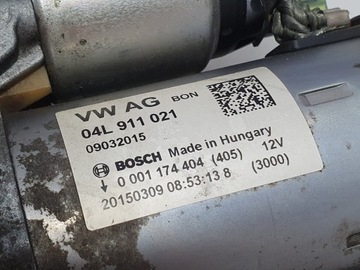 VW AG BON
04L 911 021
09032015
BOSCH Made in Hungary
0 001 174 404 (405) 12V
20150309 08:53:13 8 (3000)